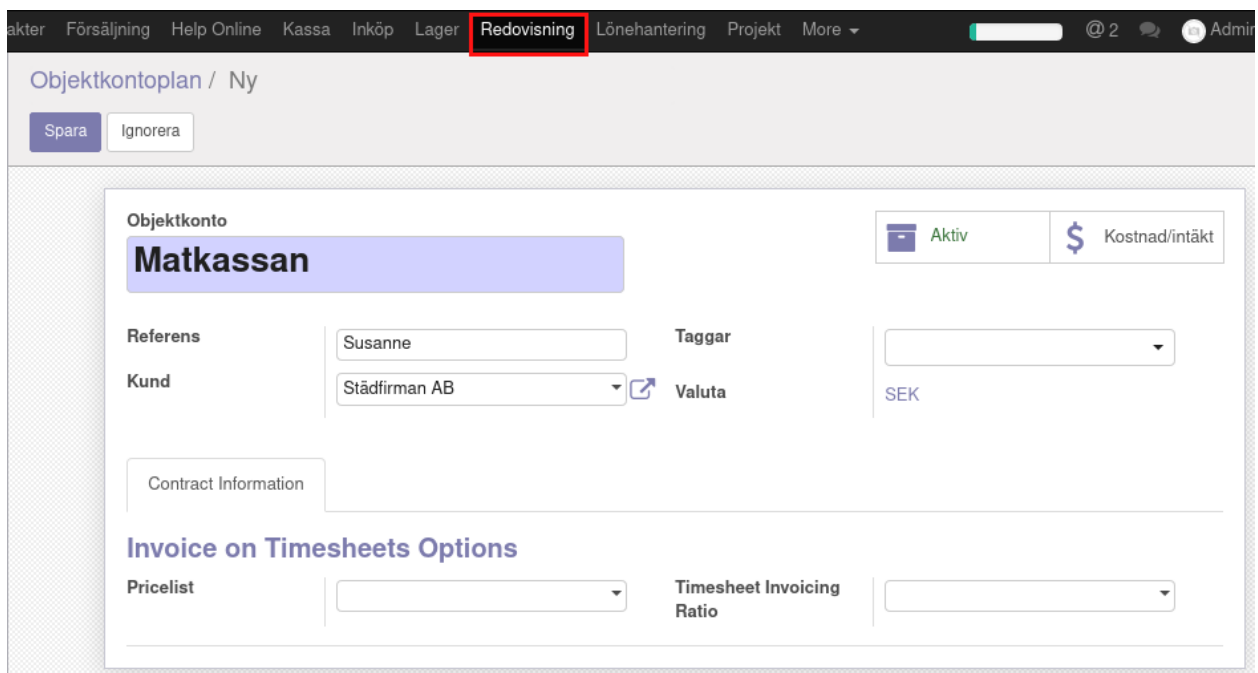 akter Försäljning Help Online Kassa Inköp Lager Redovisning Lönehantering Projekt More @ 2 Admin
Objektkontoplan / Ny
Spara Ignorera
Objektkonto
Matkassan
Aktiv
$ Kostnad/intäkt
Referens Susanne Taggar
Kund Städfirman AB Valuta SEK
Contract Information
Invoice on Timesheets Options
Pricelist Timesheet Invoicing
Ratio